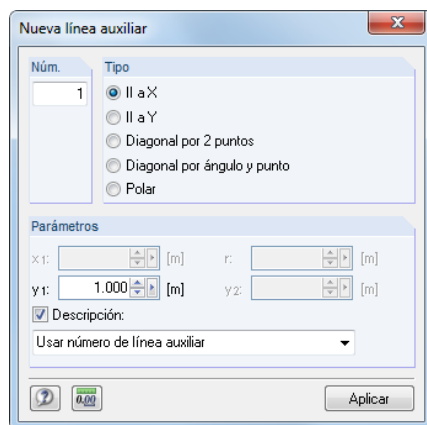 Nueva línea auxiliar
Núm.
1
Tipo
II a X
II a Y
Diagonal por 2 puntos
Diagonal por ángulo y punto
Polar
Parámetros
x1: [m] r: [m]
y1: 1.000 [m] y2: [m]
Descripción:
Usar número de línea auxiliar
0.00
Aplicar